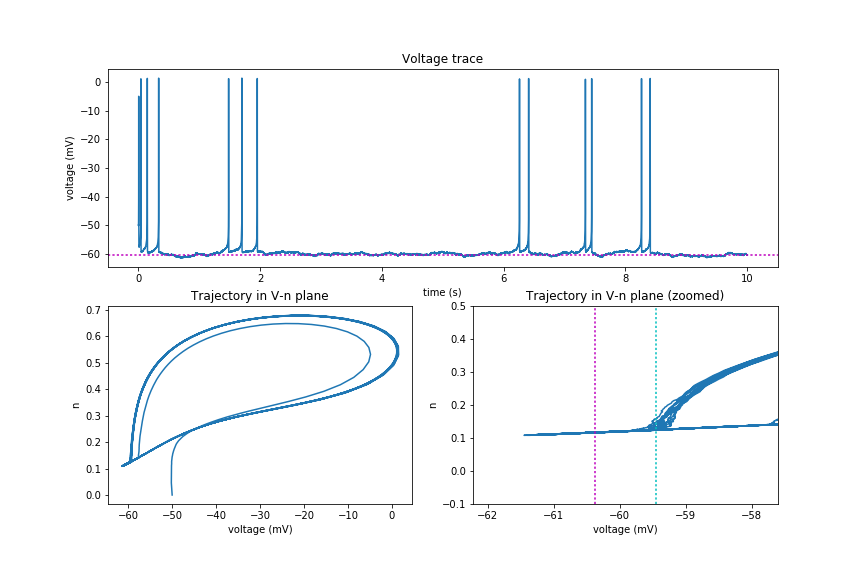 Voltage trace
voltage (mV)
0
−10
−20
−30
−40
−50
−60
0 2 4 6 8 10
time (s)
Trajectory in V-n plane
n
0.7
0.6
0.5
0.4
0.3
0.2
0.1
0.0
−60 −50 −40 −30 −20 −10 0
voltage (mV)
Trajectory in V-n plane (zoomed)
n
0.5
0.4
0.3
0.2
0.1
0.0
−0.1
−62 −61 −60 −59 −58
voltage (mV)